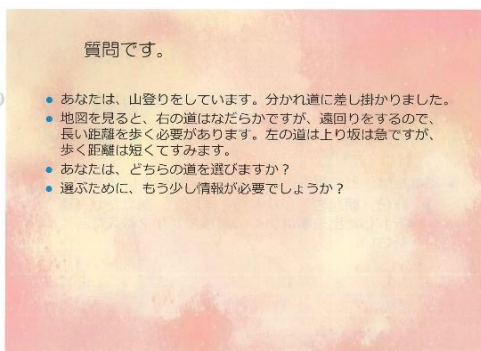 質問です。
● あなたは、山登りをしています。分かれ道に差し掛かりました。
● 地図を見ると、右の道はなだらかですが、遠回りをするので、
長い距離を歩く必要があります。左の道は上り坂は急ですが、
歩く距離は短くてすみます。
● あなたは、どちらの道を選びますか？
● 選ぶために、もう少し情報が必要でしょうか？